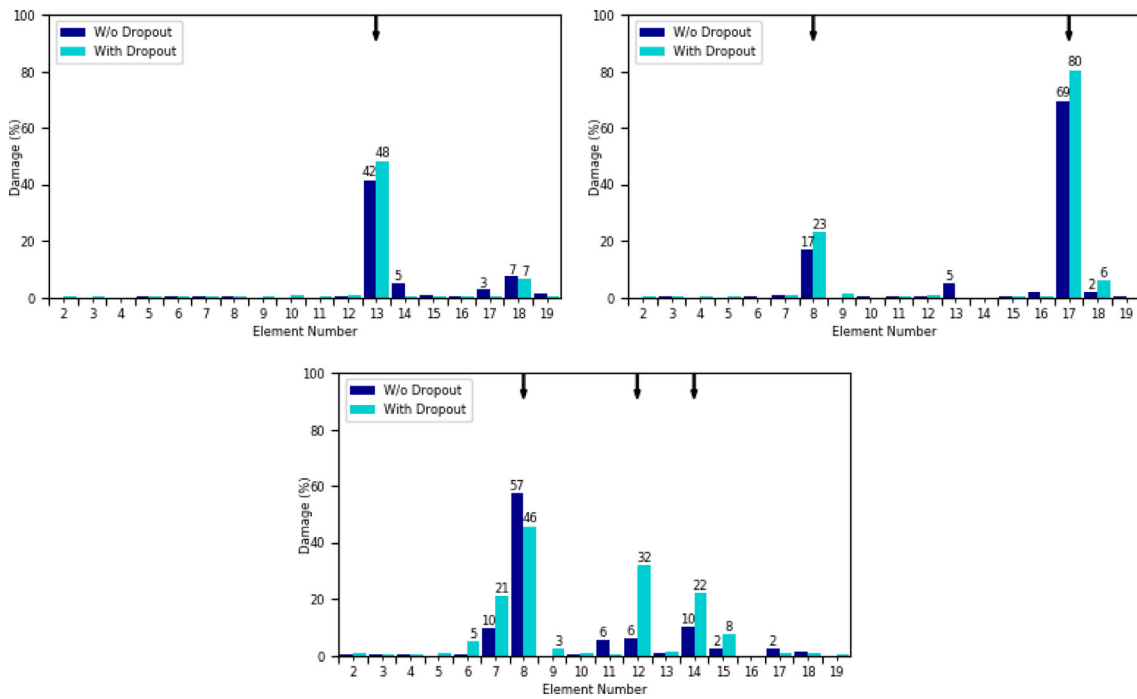 100
80
60
40
20
0
Damage (%)
W/o Dropout
With Dropout
42 48 5 3 7 7
2 3 4 5 6 7 8 9 10 11 12 13 14 15 16 17 18 19
Element Number
100
80
60
40
20
0
Damage (%)
W/o Dropout
With Dropout
17 23 5 69 80 2 6
2 3 4 5 6 7 8 9 10 11 12 13 14 15 16 17 18 19
Element Number
100
80
60
40
20
0
Damage (%)
W/o Dropout
With Dropout
5 10 21 57 46 3 6 6 32 10 22 2 8 2
2 3 4 5 6 7 8 9 10 11 12 13 14 15 16 17 18 19
Element Number